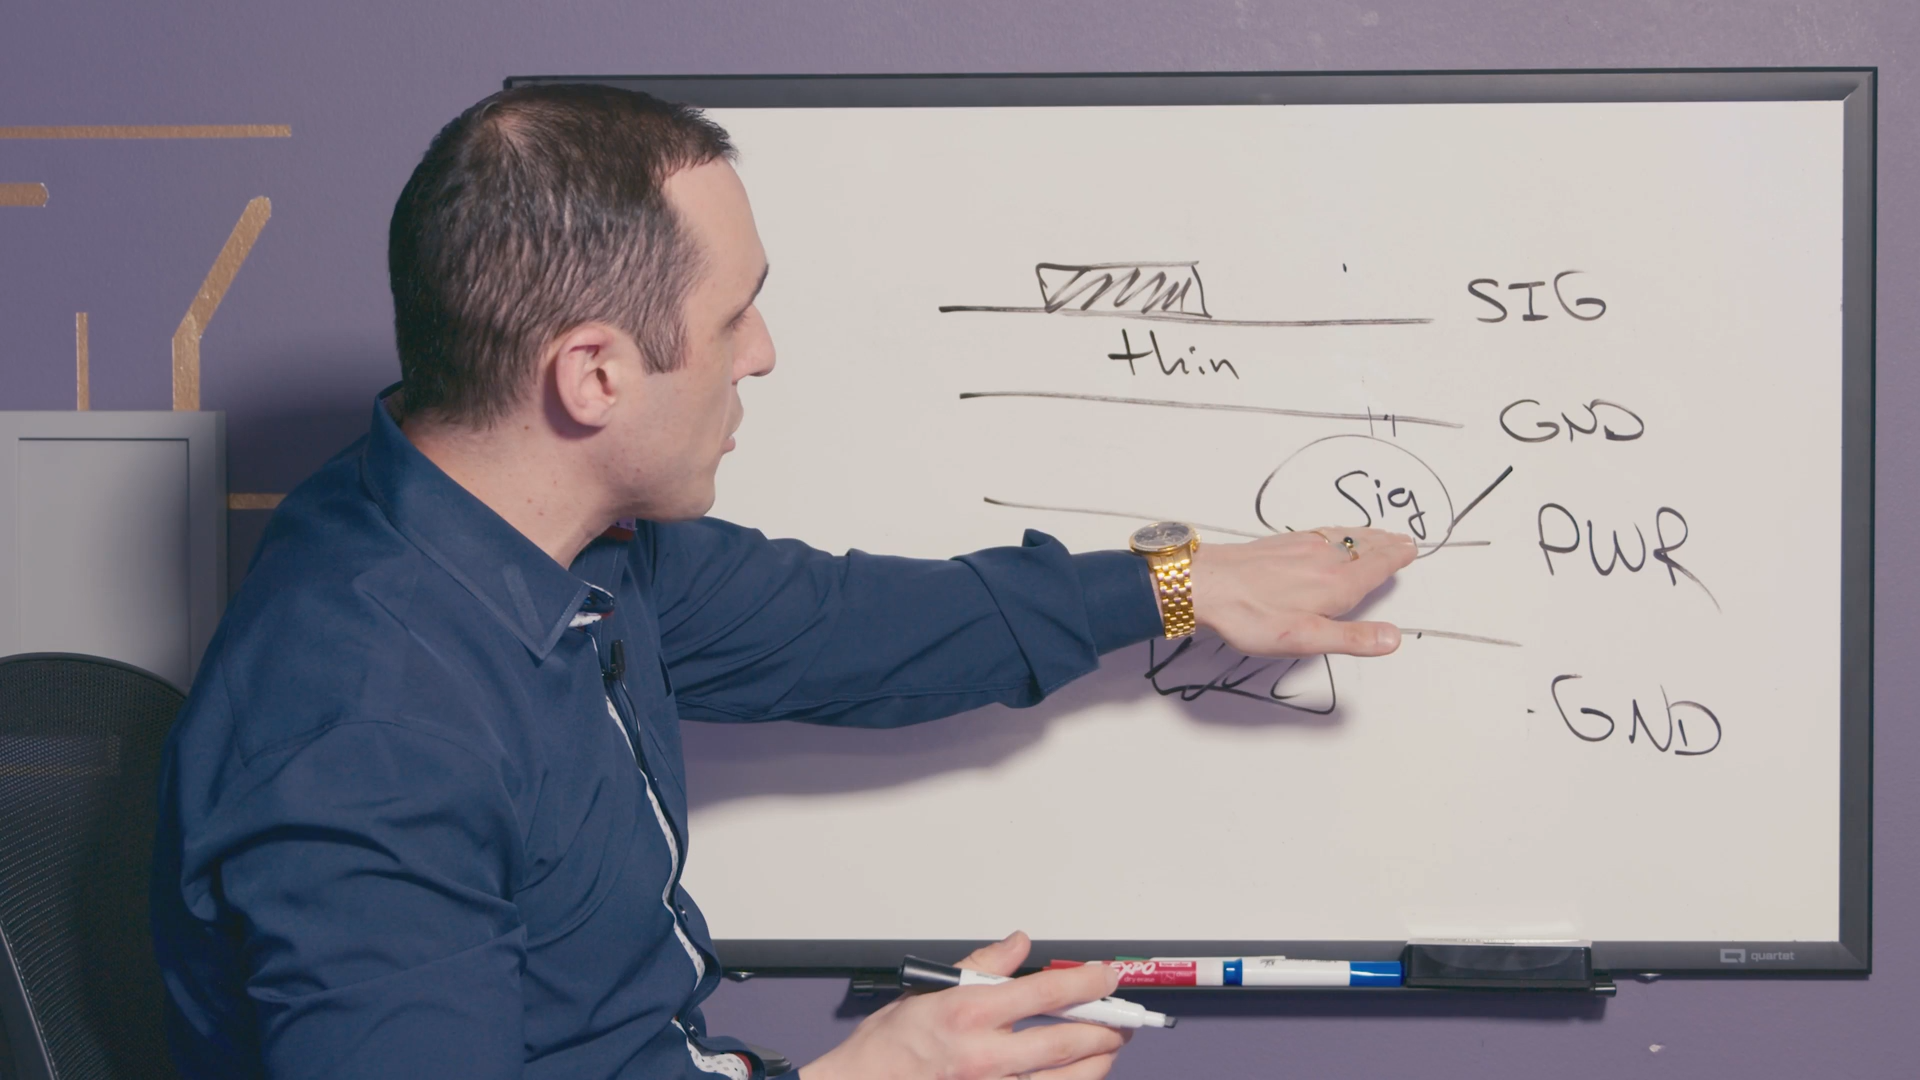 SIG
thin
GND
Sig
PWR
GND
EXPO
quartet